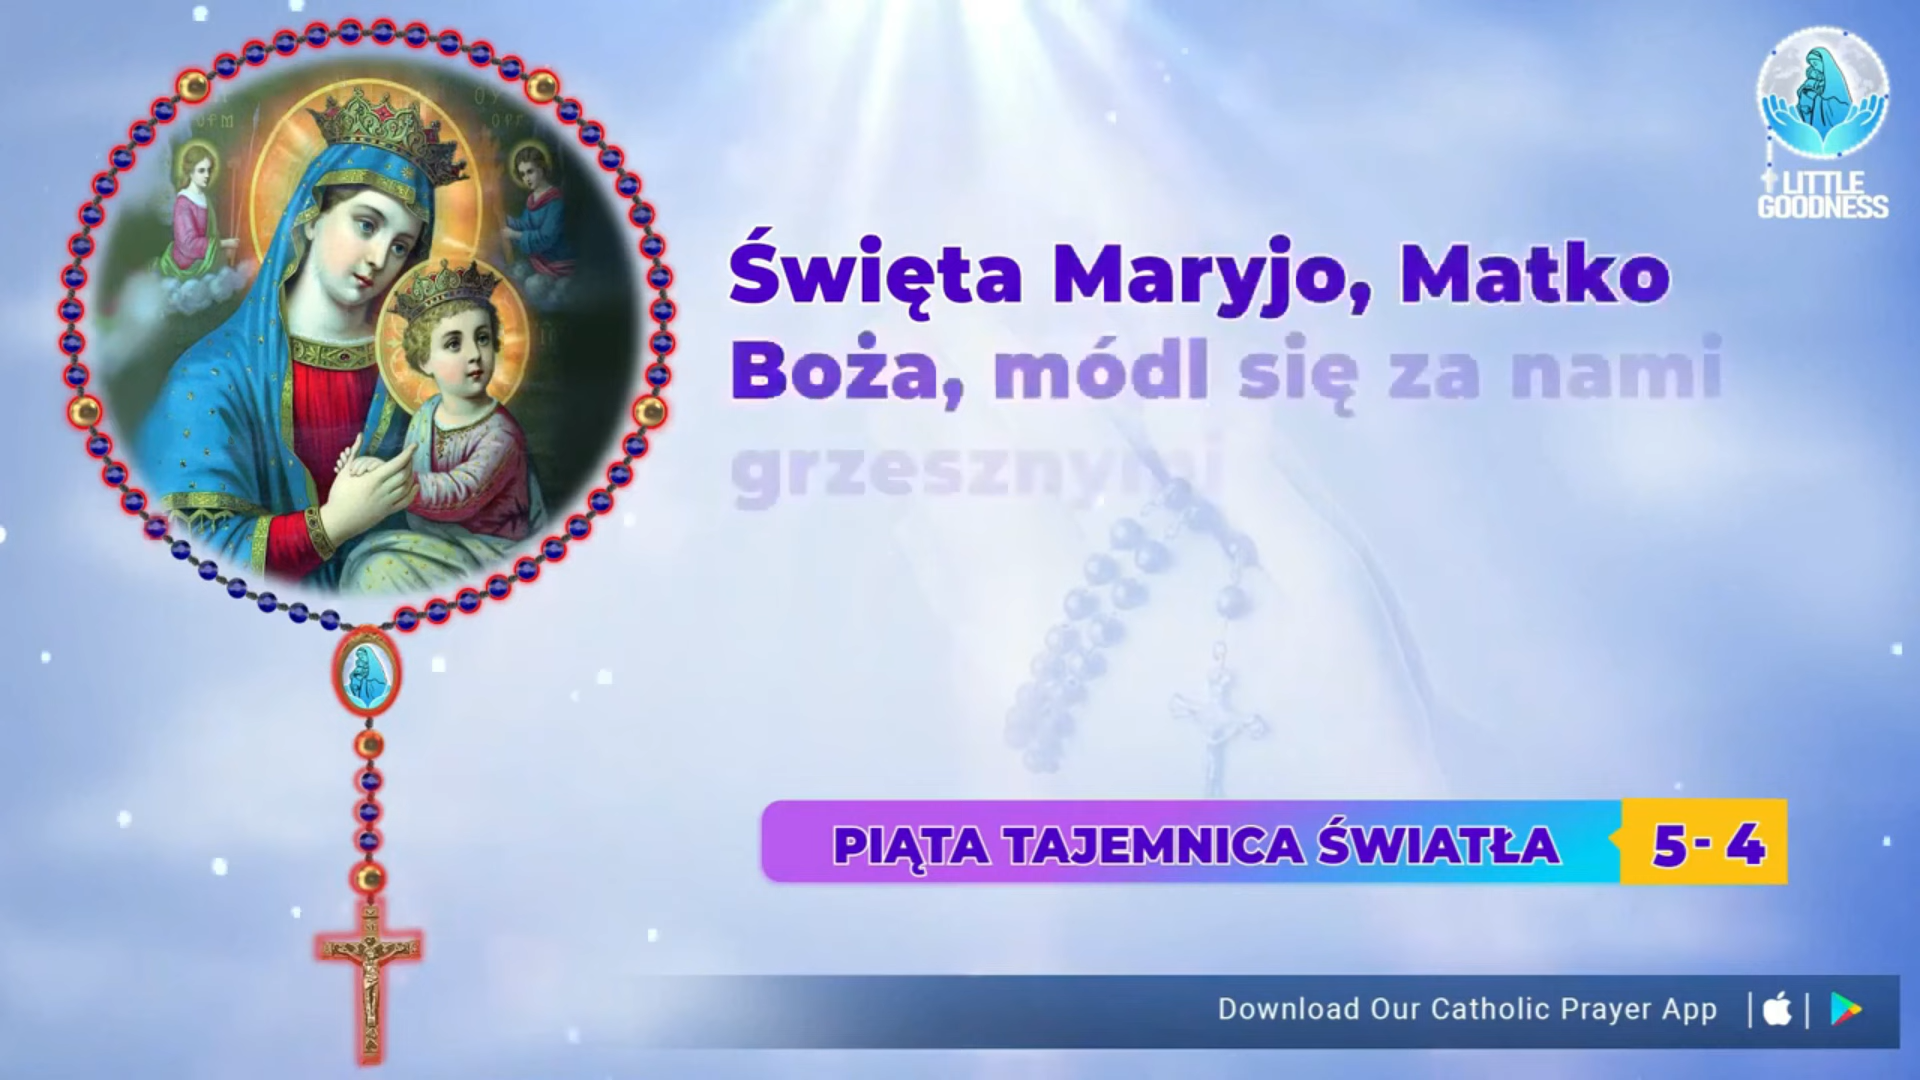 LITTLE
GOODNESS
Święta Maryjo, Matko
Boża, módl się za nami
grzesznymi
PIĄTA TAJEMNICA ŚWIATŁA
5- 4
Download Our Catholic Prayer App